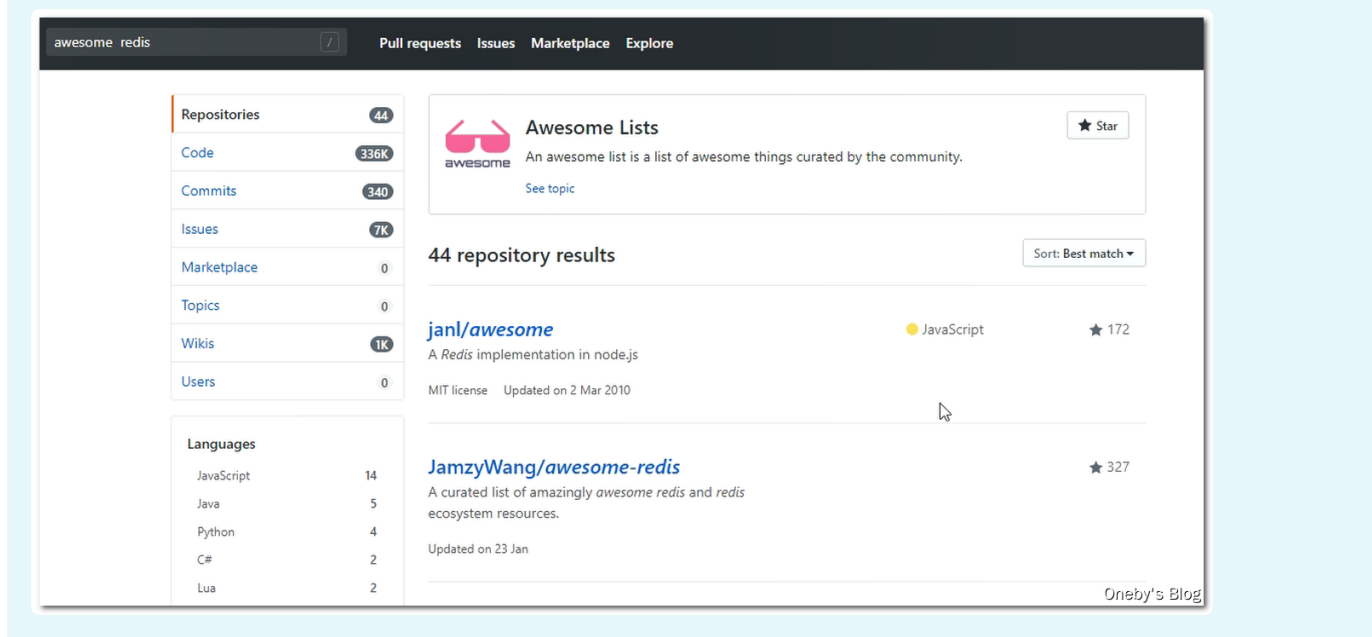 awesome redis /
Pull requests Issues Marketplace Explore
Repositories 44
Code 336K
Commits 340
Issues 7K
Marketplace 0
Topics 0
Wikis 1K
Users 0
Languages
JavaScript 14
Java 5
Python 4
C# 2
Lua 2
awesome
Awesome Lists
Star
An awesome list is a list of awesome things curated by the community.
See topic
44 repository results
Sort: Best match
janl/awesome
JavaScript
172
A Redis implementation in node.js
MIT license Updated on 2 Mar 2010
JamzyWang/awesome-redis
327
A curated list of amazingly awesome redis and redis
ecosystem resources.
Updated on 23 Jan
Oneby's Blog